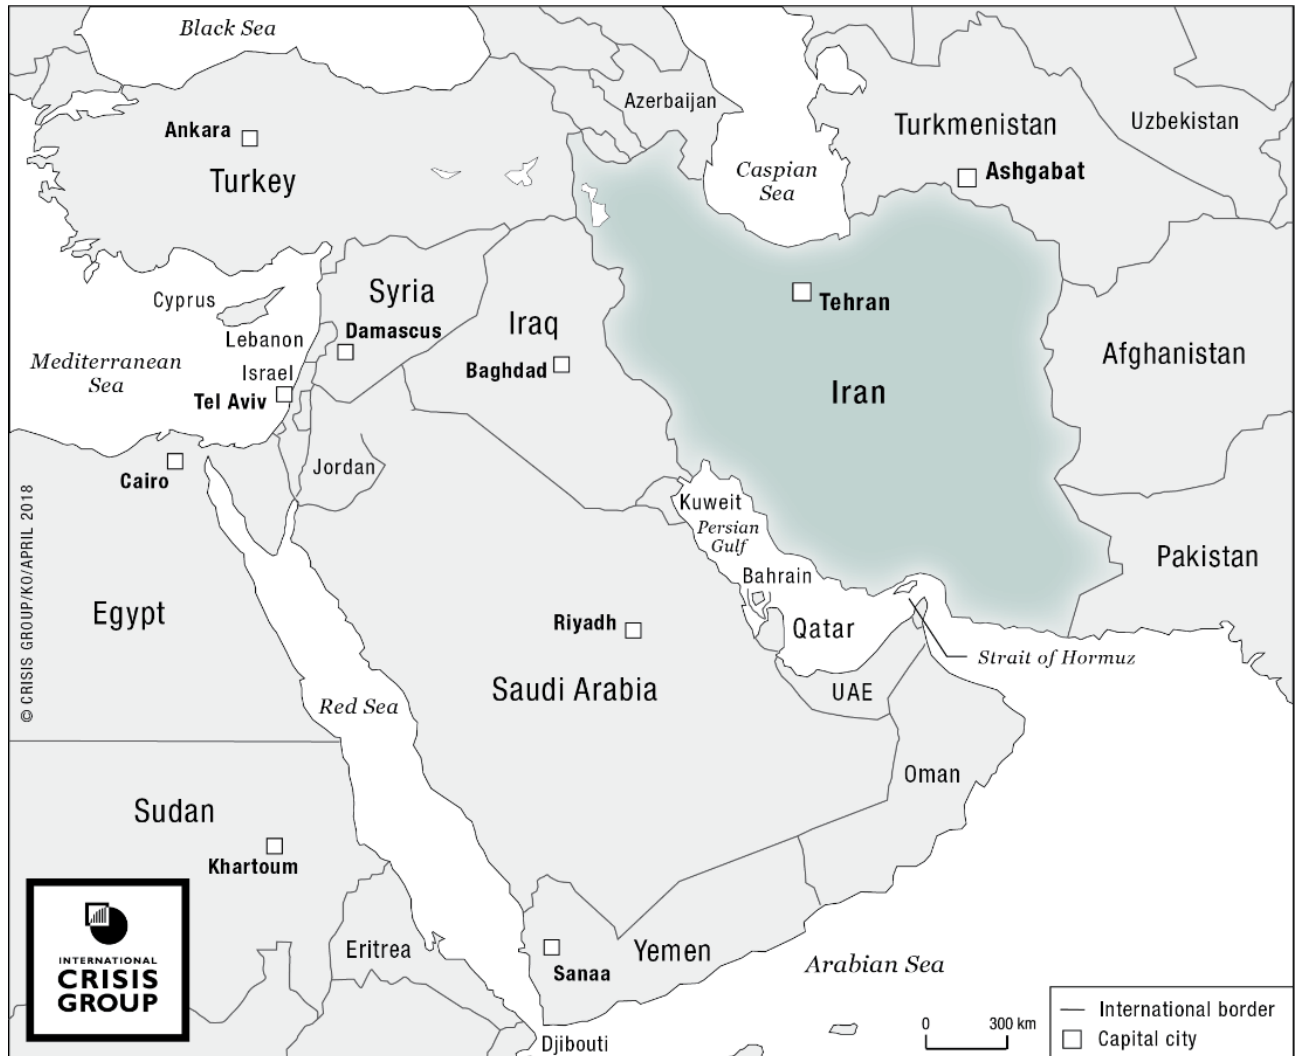 Black Sea
Azerbaijan
Ankara
Turkmenistan
Uzbekistan
Turkey
Caspian
Sea
Ashgabat
Cyprus
Syria
Tehran
Lebanon
Damascus
Iraq
Mediterranean
Sea
Israel
Baghdad
Afghanistan
Tel Aviv
Iran
Cairo
Jordan
Kuwait
Persian
Gulf
Pakistan
Bahrain
Egypt
Riyadh
Qatar
Strait of Hormuz
© CRISIS GROUP/KO/APRIL 2018
Red Sea
Saudi Arabia
UAE
Oman
Sudan
Khartoum
Eritrea
Yemen
Sanaa
Arabian Sea
Djibouti
INTERNATIONAL
CRISIS
GROUP
0 300 km
International border
Capital city